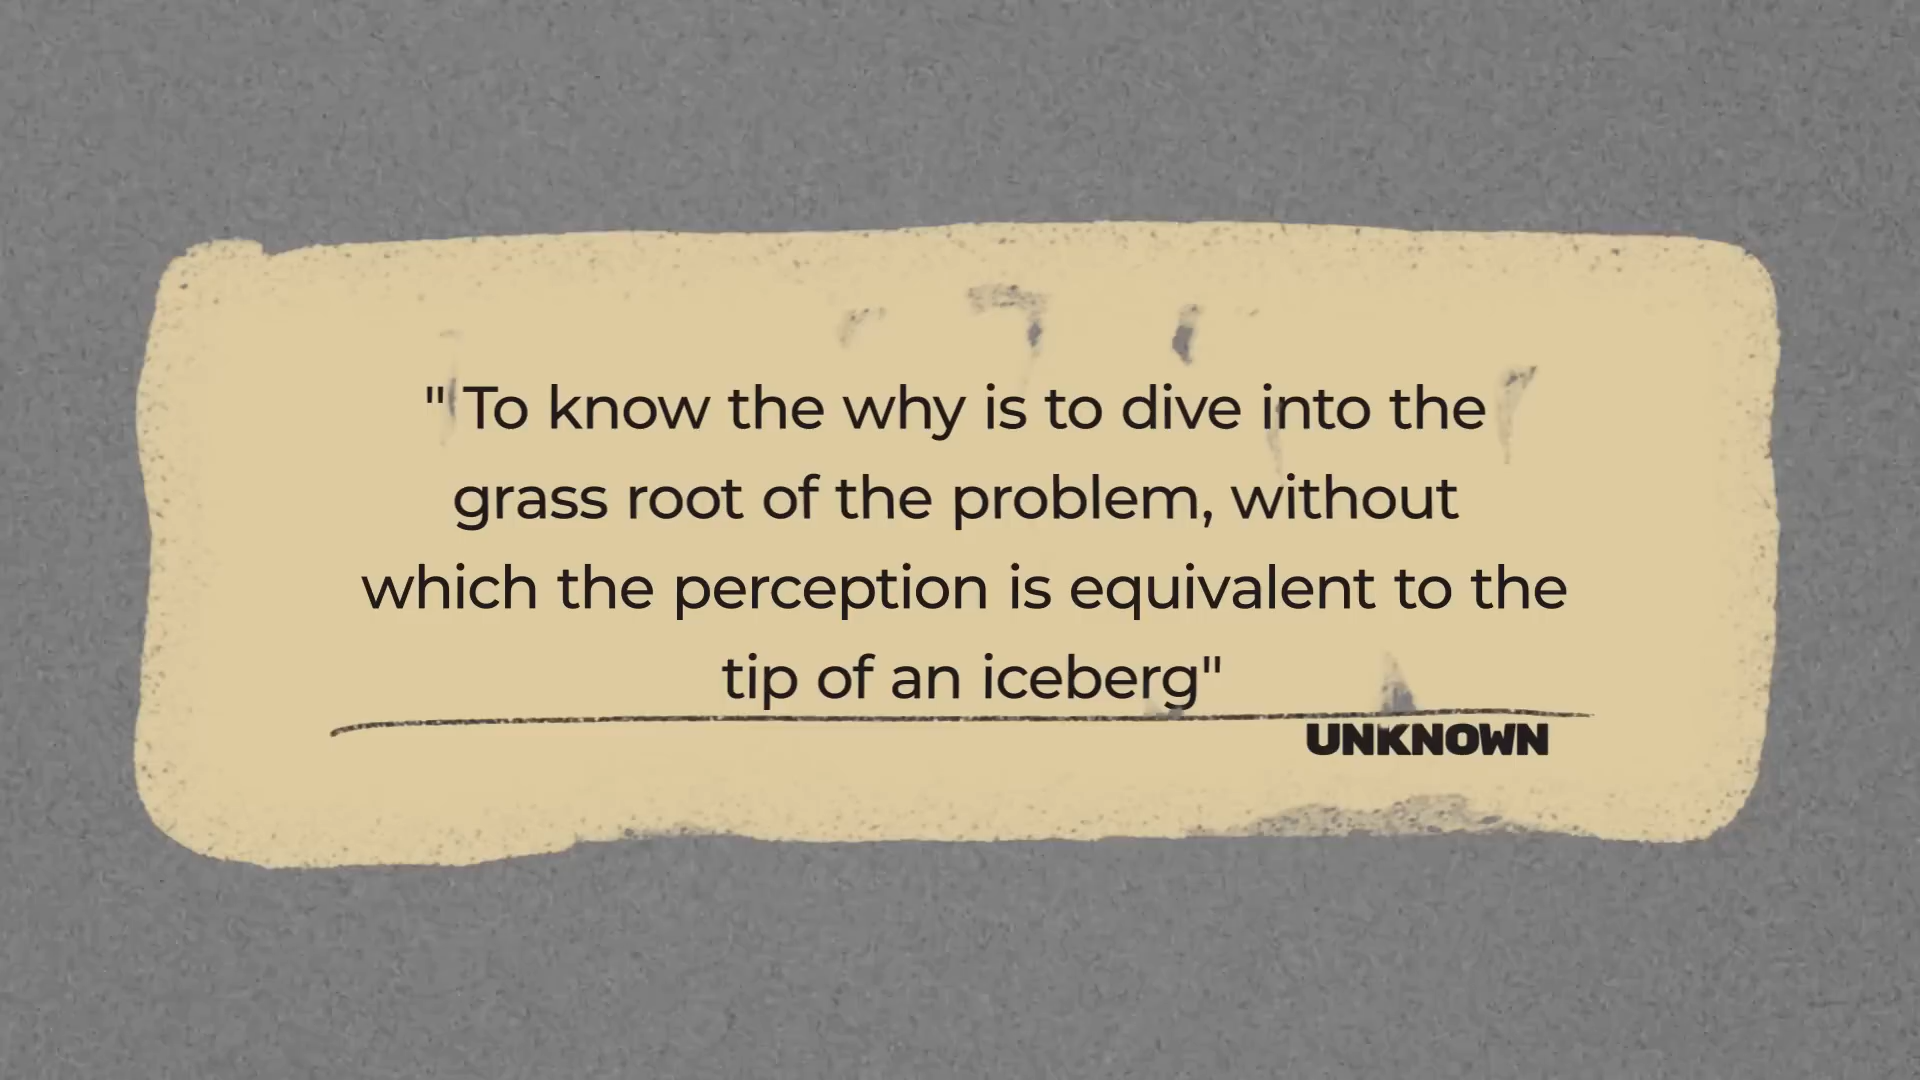 " To know the why is to dive into the
grass root of the problem, without
which the perception is equivalent to the
tip of an iceberg"
UNKNOWN